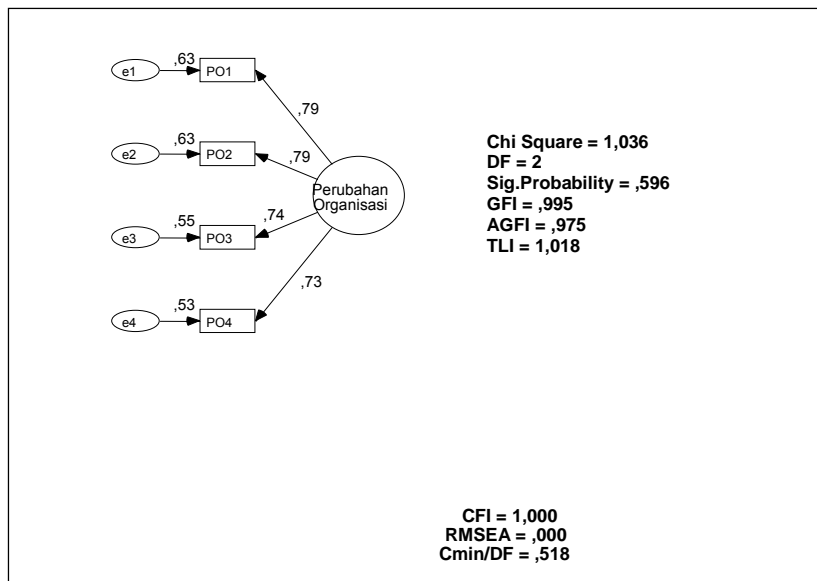 ,63
e1
PO1
,79
,63
e2
PO2
,79
Perubahan
Organisasi
,55
e3
PO3
,74
,53
e4
PO4
,73
Chi Square = 1,036
DF = 2
Sig.Probability = ,596
GFI = ,995
AGFI = ,975
TLI = 1,018
CFI = 1,000
RMSEA = ,000
Cmin/DF = ,518